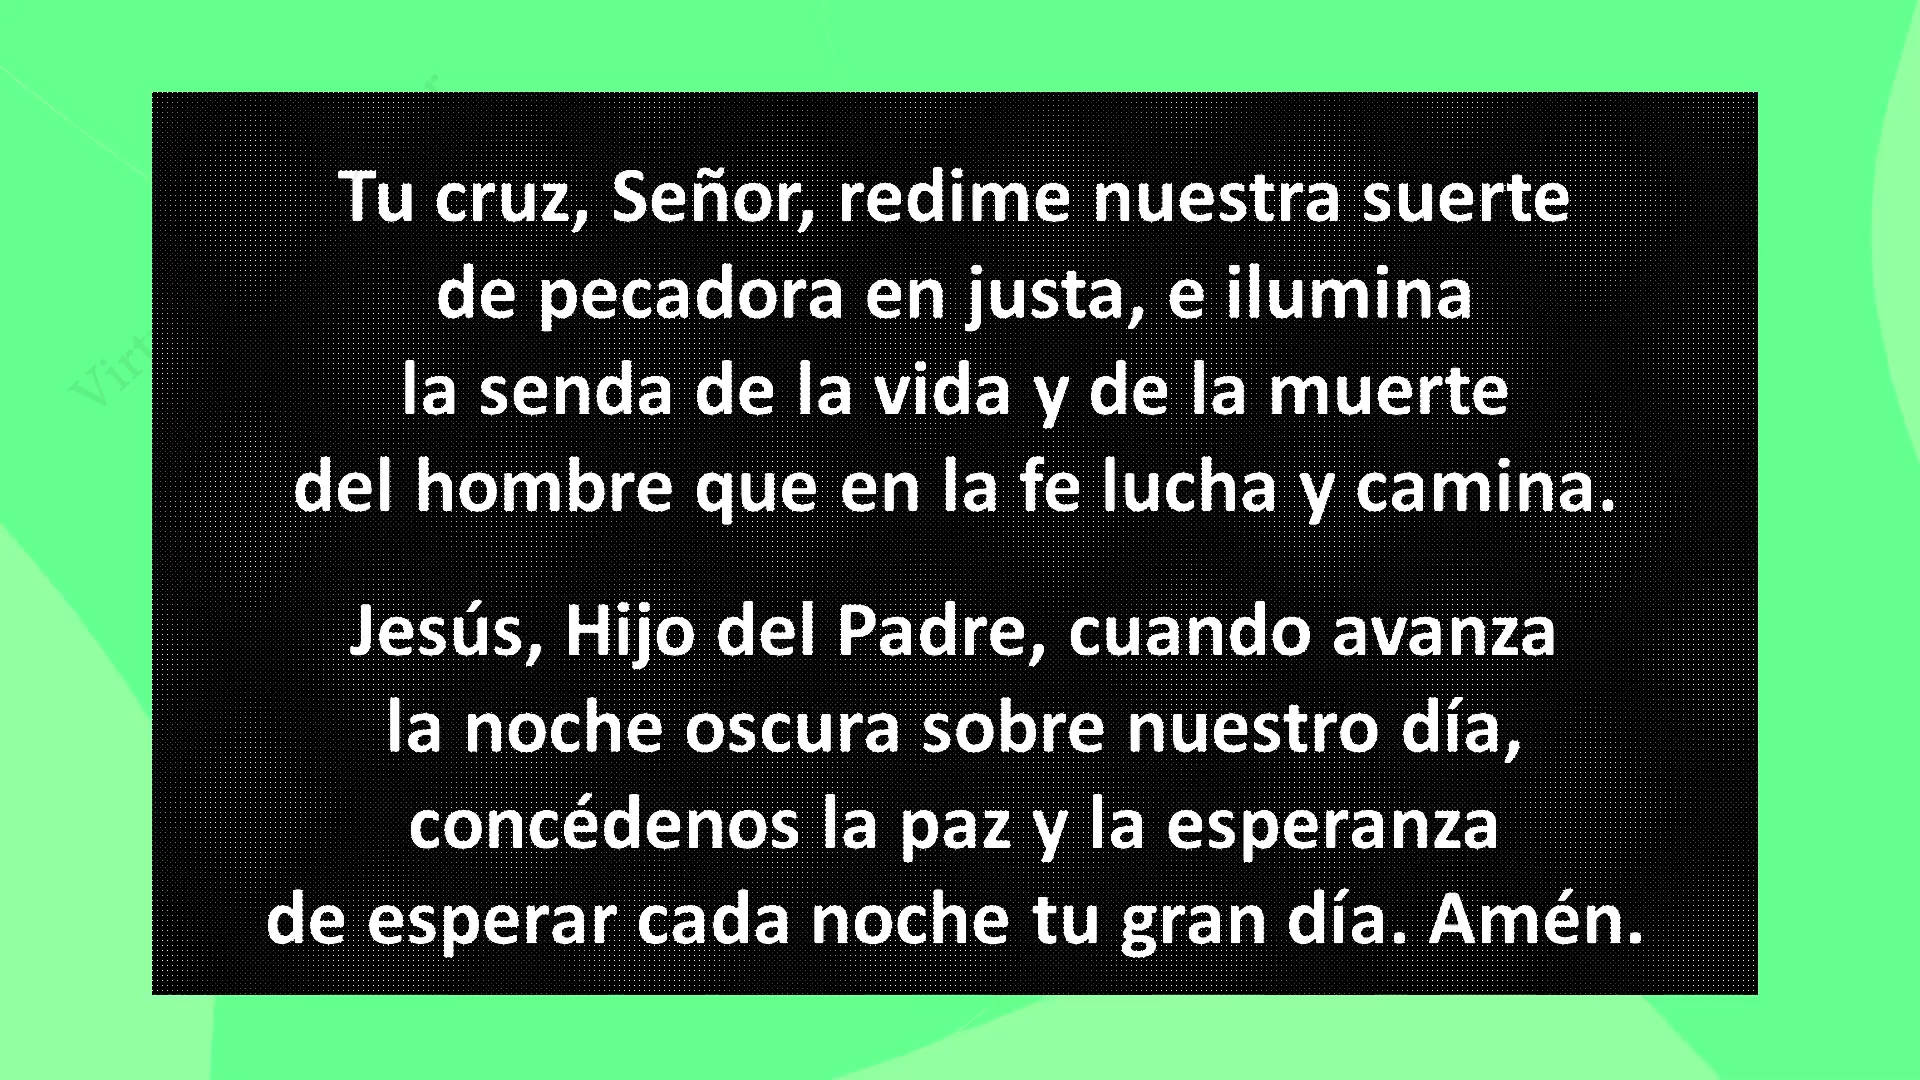 Tu cruz, Señor, redime nuestra suerte
de pecadora en justa, e ilumina
la senda de la vida y de la muerte
del hombre que en la fe lucha y camina.
Jesús, Hijo del Padre, cuando avanza
la noche oscura sobre nuestro día,
concédenos la paz y la esperanza
de esperar cada noche tu gran día. Amén.